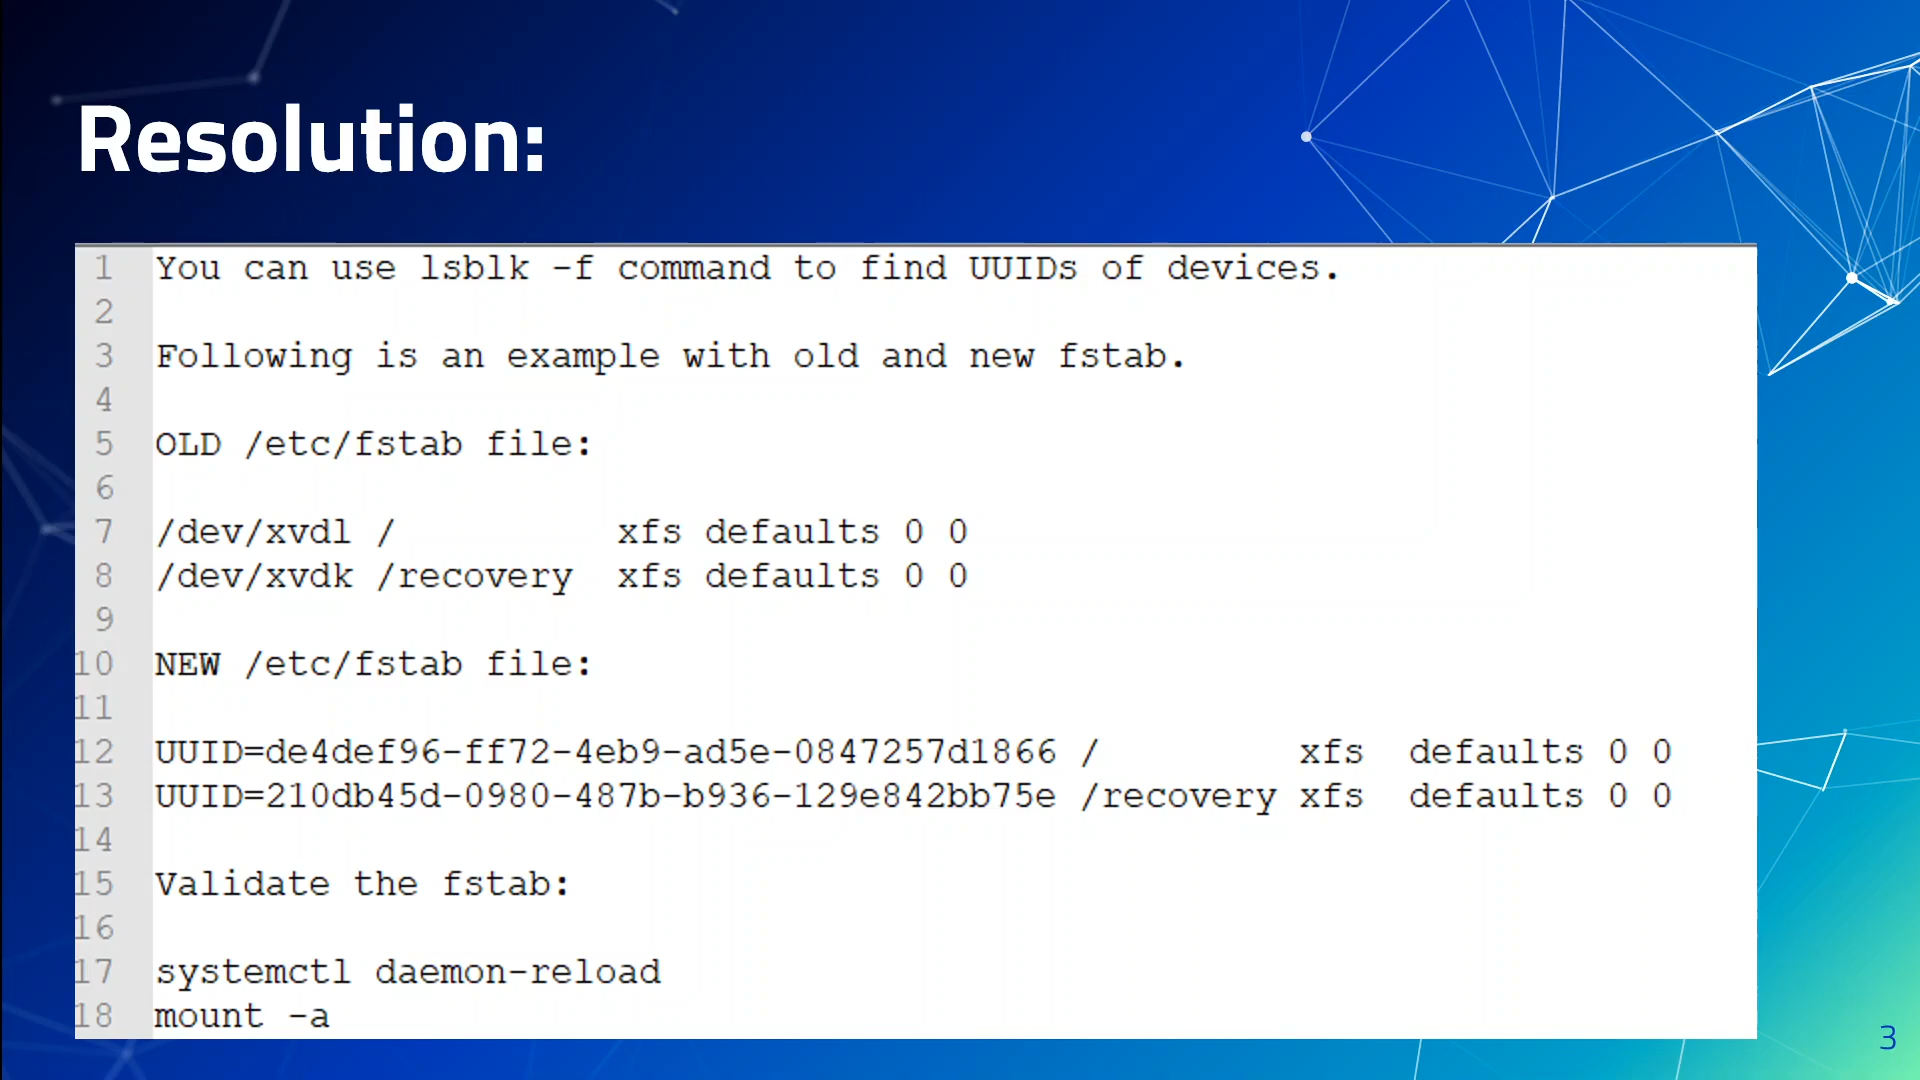 Resolution:
1 You can use lsblk -f command to find UUIDs of devices.
2
3 Following is an example with old and new fstab.
4
5 OLD /etc/fstab file:
6
7 /dev/xvdl /          xfs defaults 0 0
8 /dev/xvdk /recovery  xfs defaults 0 0
9
10 NEW /etc/fstab file:
11
12 UUID=de4def96-ff72-4eb9-ad5e-0847257d1866 /         xfs  defaults 0 0
13 UUID=210db45d-0980-487b-b936-129e842bb75e /recovery xfs  defaults 0 0
14
15 Validate the fstab:
16
17 systemctl daemon-reload
18 mount -a
3